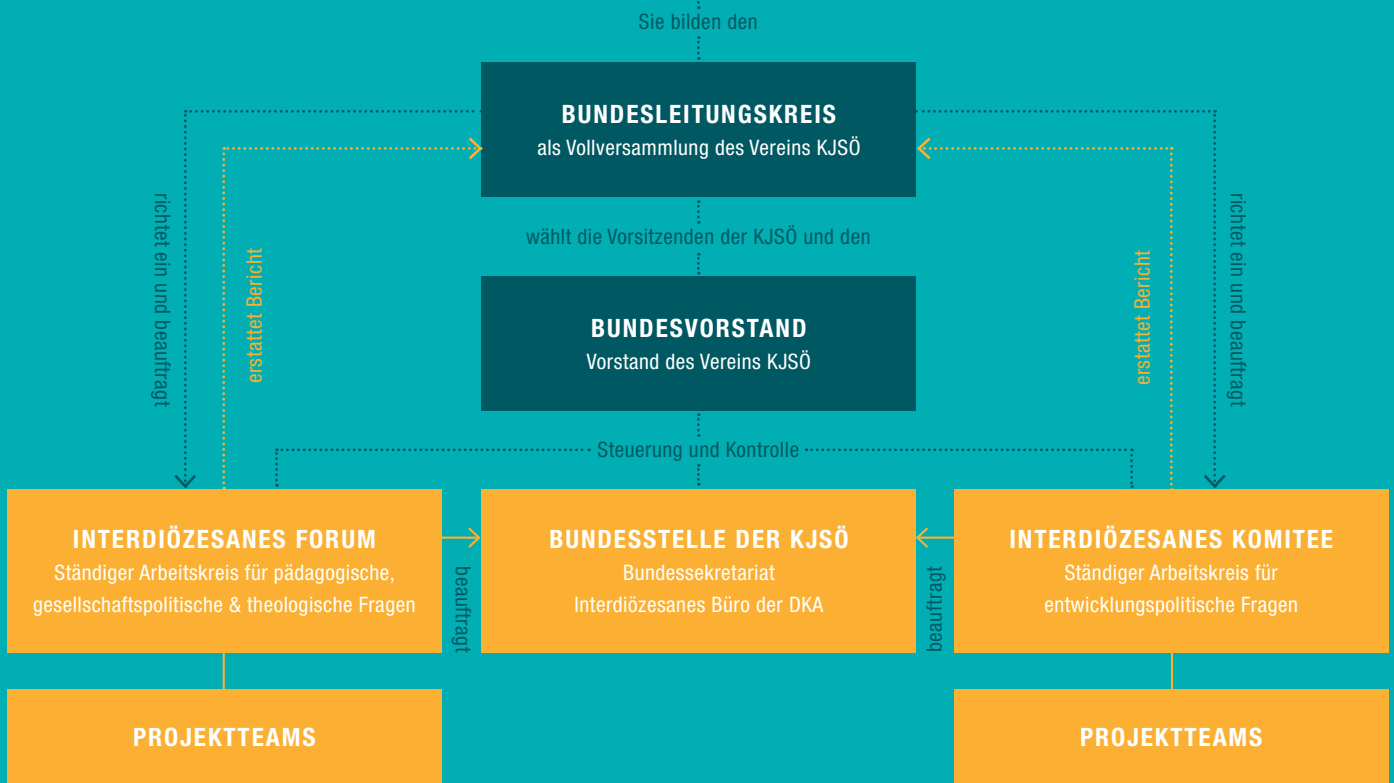 Sie bilden den
BUNDESLEITUNGSKREIS
als Vollversammlung des Vereins KJSÖ
richtet ein und beauftragt
erstattet Bericht
wählt die Vorsitzenden der KJSÖ und den
erstattet Bericht
richtet ein und beauftragt
BUNDESVORSTAND
Vorstand des Vereins KJSÖ
Steuerung und Kontrolle
INTERDIÖZESANES FORUM
Ständiger Arbeitskreis für pädagogische,
gesellschaftspolitische & theologische Fragen
beauftragt
BUNDESSTELLE DER KJSÖ
Bundessekretariat
Interdiözesanes Büro der DKA
beauftragt
INTERDIÖZESANES KOMITEE
Ständiger Arbeitskreis für
entwicklungspolitische Fragen
PROJEKTTEAMS
PROJEKTTEAMS